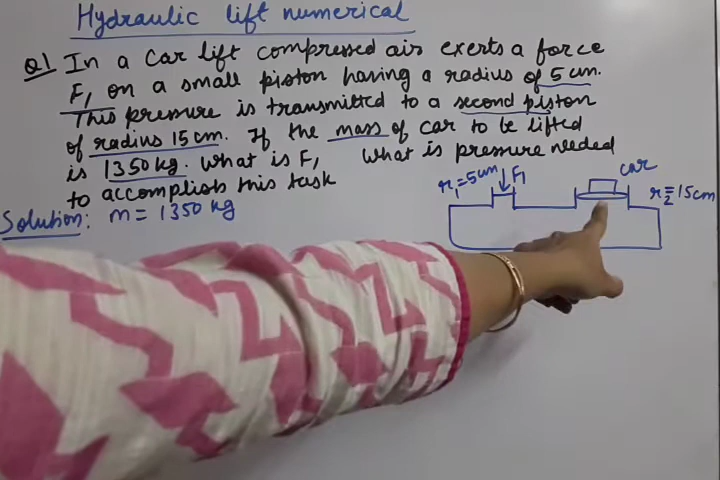 Hydraulic lift numerical
Q1 In a Car lift compressed air exerts a force
F₁ on a small piston having a radius of 5 cm.
This pressure is transmitted to a second piston
of radius 15 cm. If the mass of car to be lifted
is 1350 kg. What is F₁ What is pressure needed
to accomplish this task
Solution: m = 1350 kg
r₁=5cm F₁ car r₂=15cm